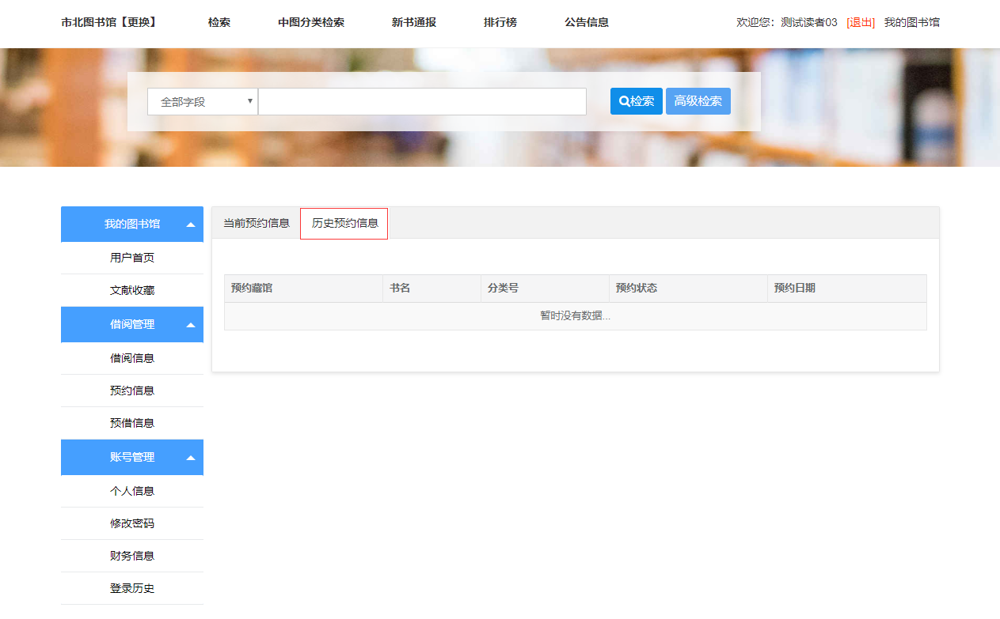 市北图书馆【更换】 检索 中图分类检索 新书通报 排行榜 公告信息 欢迎您：测试读者03 [退出] 我的图书馆
全部字段 检索 高级检索
我的图书馆
用户首页
文献收藏
借阅管理
借阅信息
预约信息
预借信息
账号管理
个人信息
修改密码
财务信息
登录历史
当前预约信息 历史预约信息
预约藏馆 书名 分类号 预约状态 预约日期
暂时没有数据...